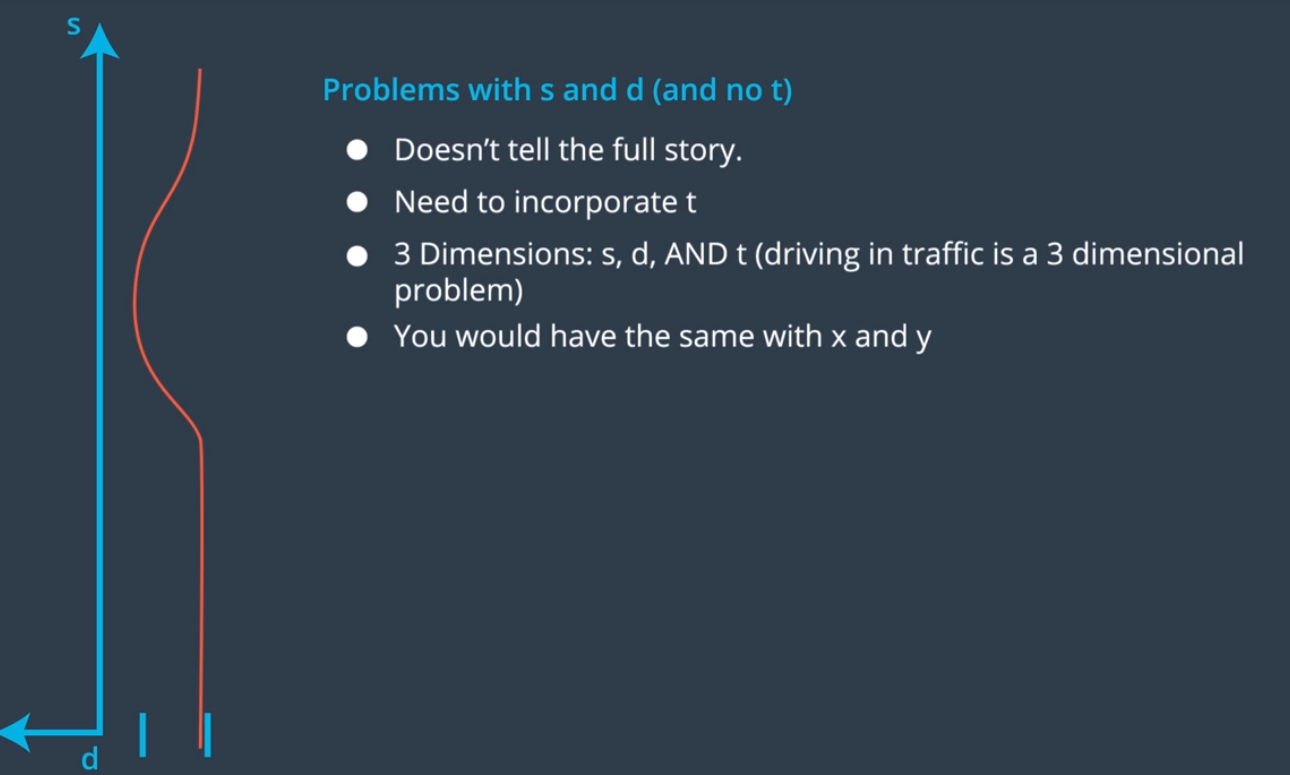 s
Problems with s and d (and no t)
Doesn’t tell the full story.
Need to incorporate t
3 Dimensions: s, d, AND t (driving in traffic is a 3 dimensional
problem)
You would have the same with x and y
d